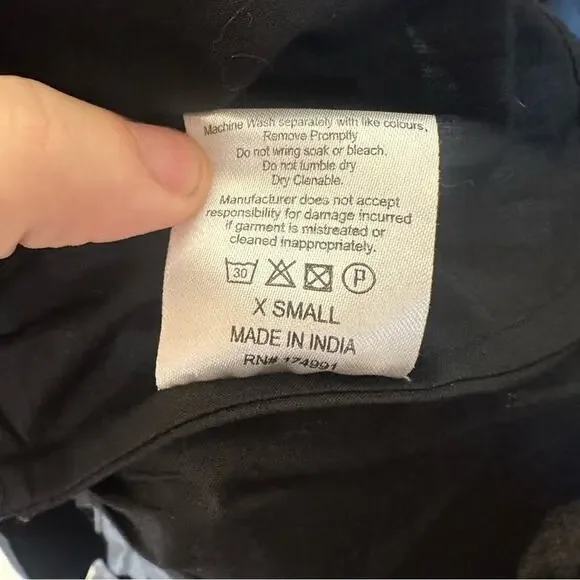 Machine Wash separately with like colours,
Remove Promptly
Do not wring soak or bleach.
Do not tumble dry
Dry Clenable.
Manufacturer does not accept
responsibility for damage incurred
if garment is mistreated or
cleaned inappropriately.
30 P
X SMALL
MADE IN INDIA
RN# 174991